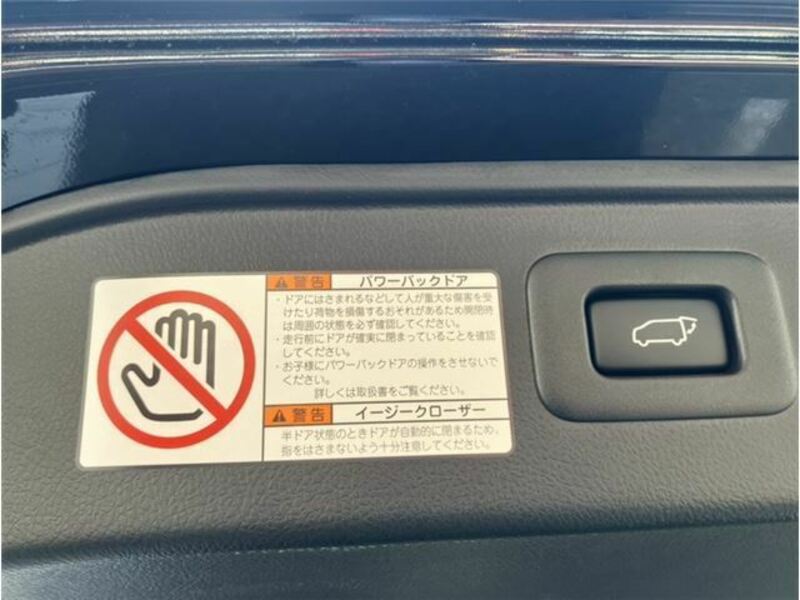 警告 パワーバックドア
・ドアにはさまれるなどして人が重大な傷害を受
けたり荷物を損傷するおそれがあるため開閉時
は周囲の状態を必ず確認してください。
・走行前にドアが確実に閉まっていることを確認
してください。
・お子様にパワーバックドアの操作をさせないで
ください。
詳しくは取扱書をご覧ください。
警告 イージークローザー
半ドア状態のときドアが自動的に閉まるため、
指をはさまないよう十分注意してください。